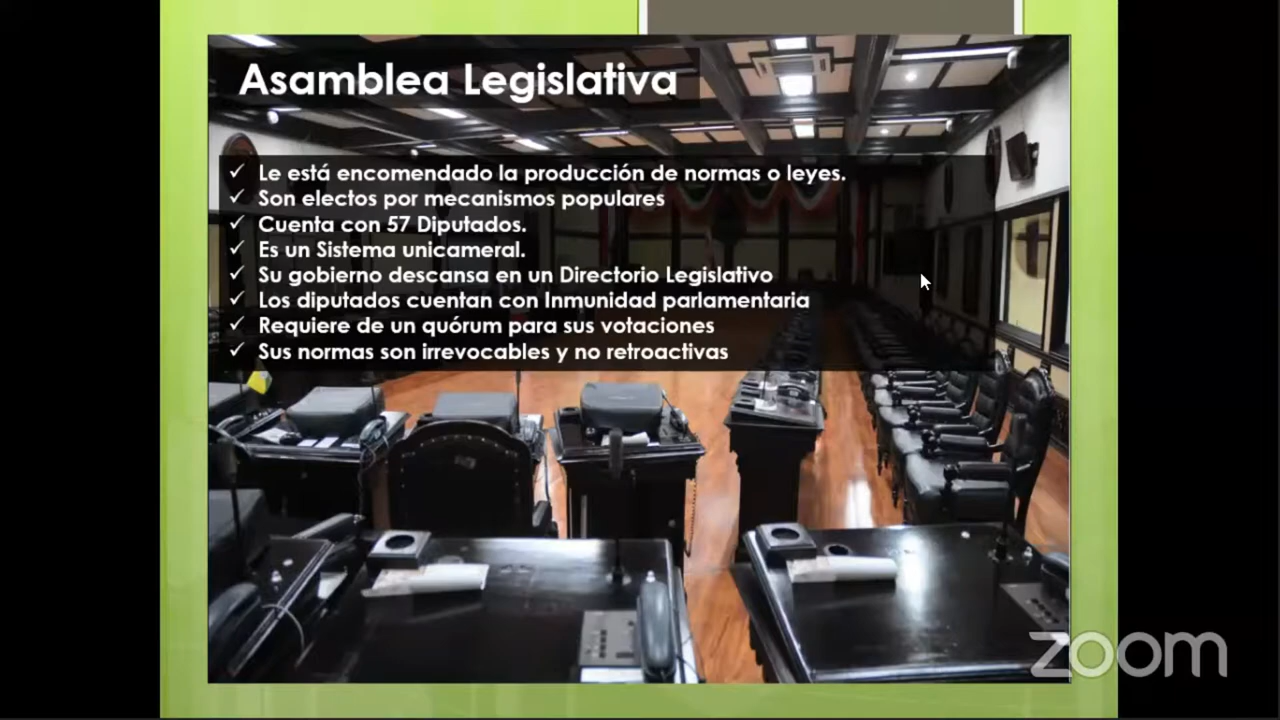 Asamblea Legislativa
✓ Le está encomendado la producción de normas o leyes.
✓ Son electos por mecanismos populares
✓ Cuenta con 57 Diputados.
✓ Es un Sistema unicameral.
✓ Su gobierno descansa en un Directorio Legislativo
✓ Los diputados cuentan con Inmunidad parlamentaria
✓ Requiere de un quórum para sus votaciones
✓ Sus normas son irrevocables y no retroactivas
zoom